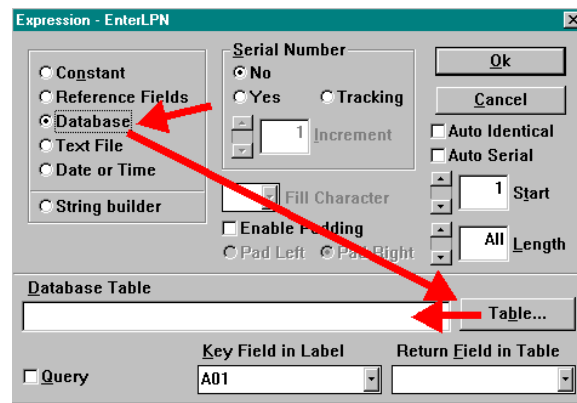 Expression - EnterLPN
Constant
Reference Fields
Database
Text File
Date or Time
String builder
Serial Number
No
Yes Tracking
1 Increment
Fill Character
Enable Padding
Pad Left Pad Right
Ok
Cancel
Auto Identical
Auto Serial
1 Start
All Length
Database Table
Table...
Key Field in Label Return Field in Table
Query A01